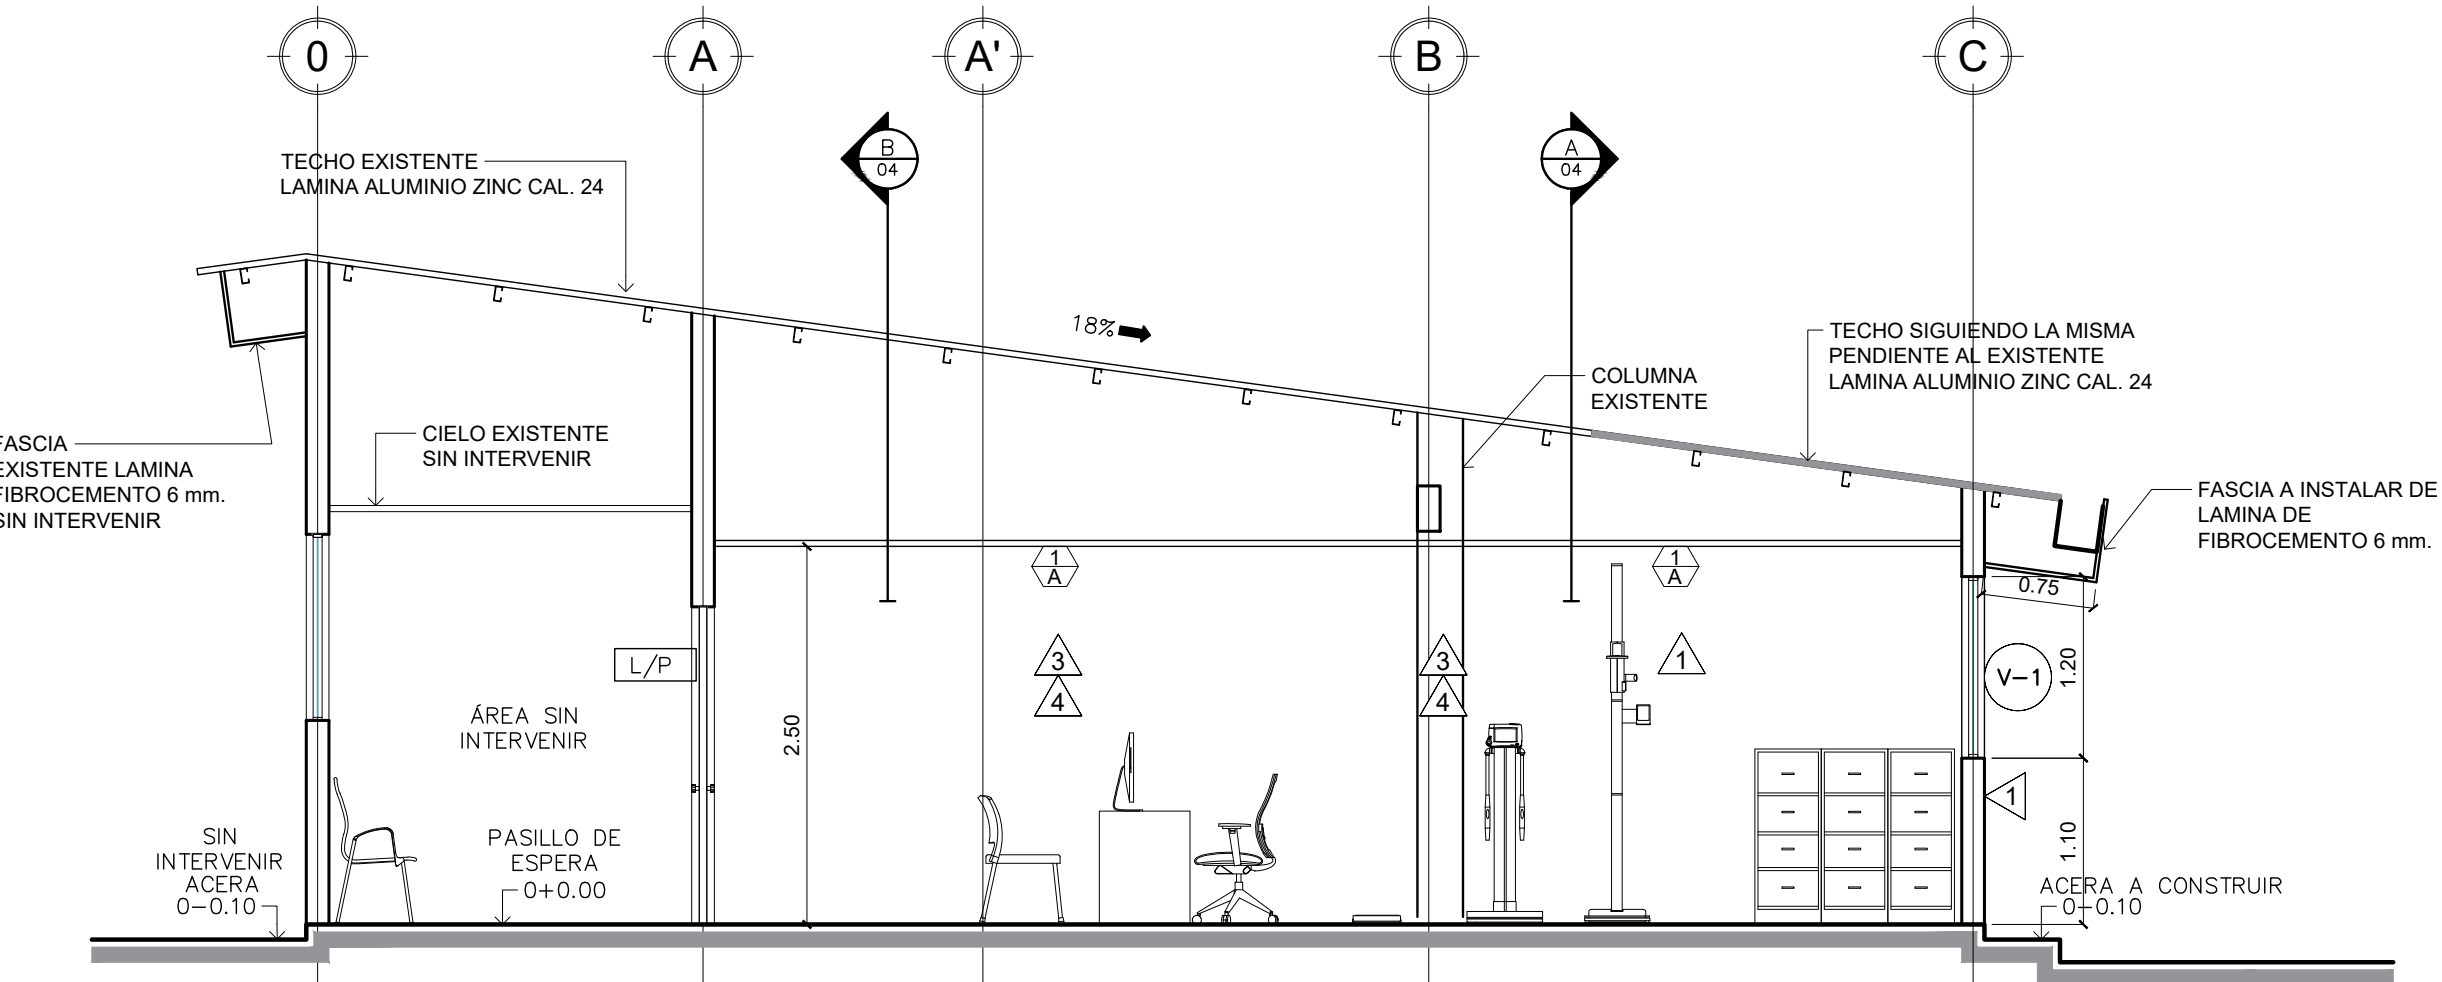 0
A
A'
B
C
B
04
A
04
TECHO EXISTENTE
LAMINA ALUMINIO ZINC CAL. 24
18%
TECHO SIGUIENDO LA MISMA
PENDIENTE AL EXISTENTE
LAMINA ALUMINIO ZINC CAL. 24
COLUMNA
EXISTENTE
FASCIA
EXISTENTE LAMINA
FIBROCEMENTO 6 mm.
SIN INTERVENIR
CIELO EXISTENTE
SIN INTERVENIR
FASCIA A INSTALAR DE
LAMINA DE
FIBROCEMENTO 6 mm.
1
A
1
A
0.75
L/P
3
4
3
4
1
V-1
1.20
2.50
ÁREA SIN
INTERVENIR
1
1.10
SIN
INTERVENIR
ACERA
0-0.10
PASILLO DE
ESPERA
0+0.00
ACERA A CONSTRUIR
0-0.10